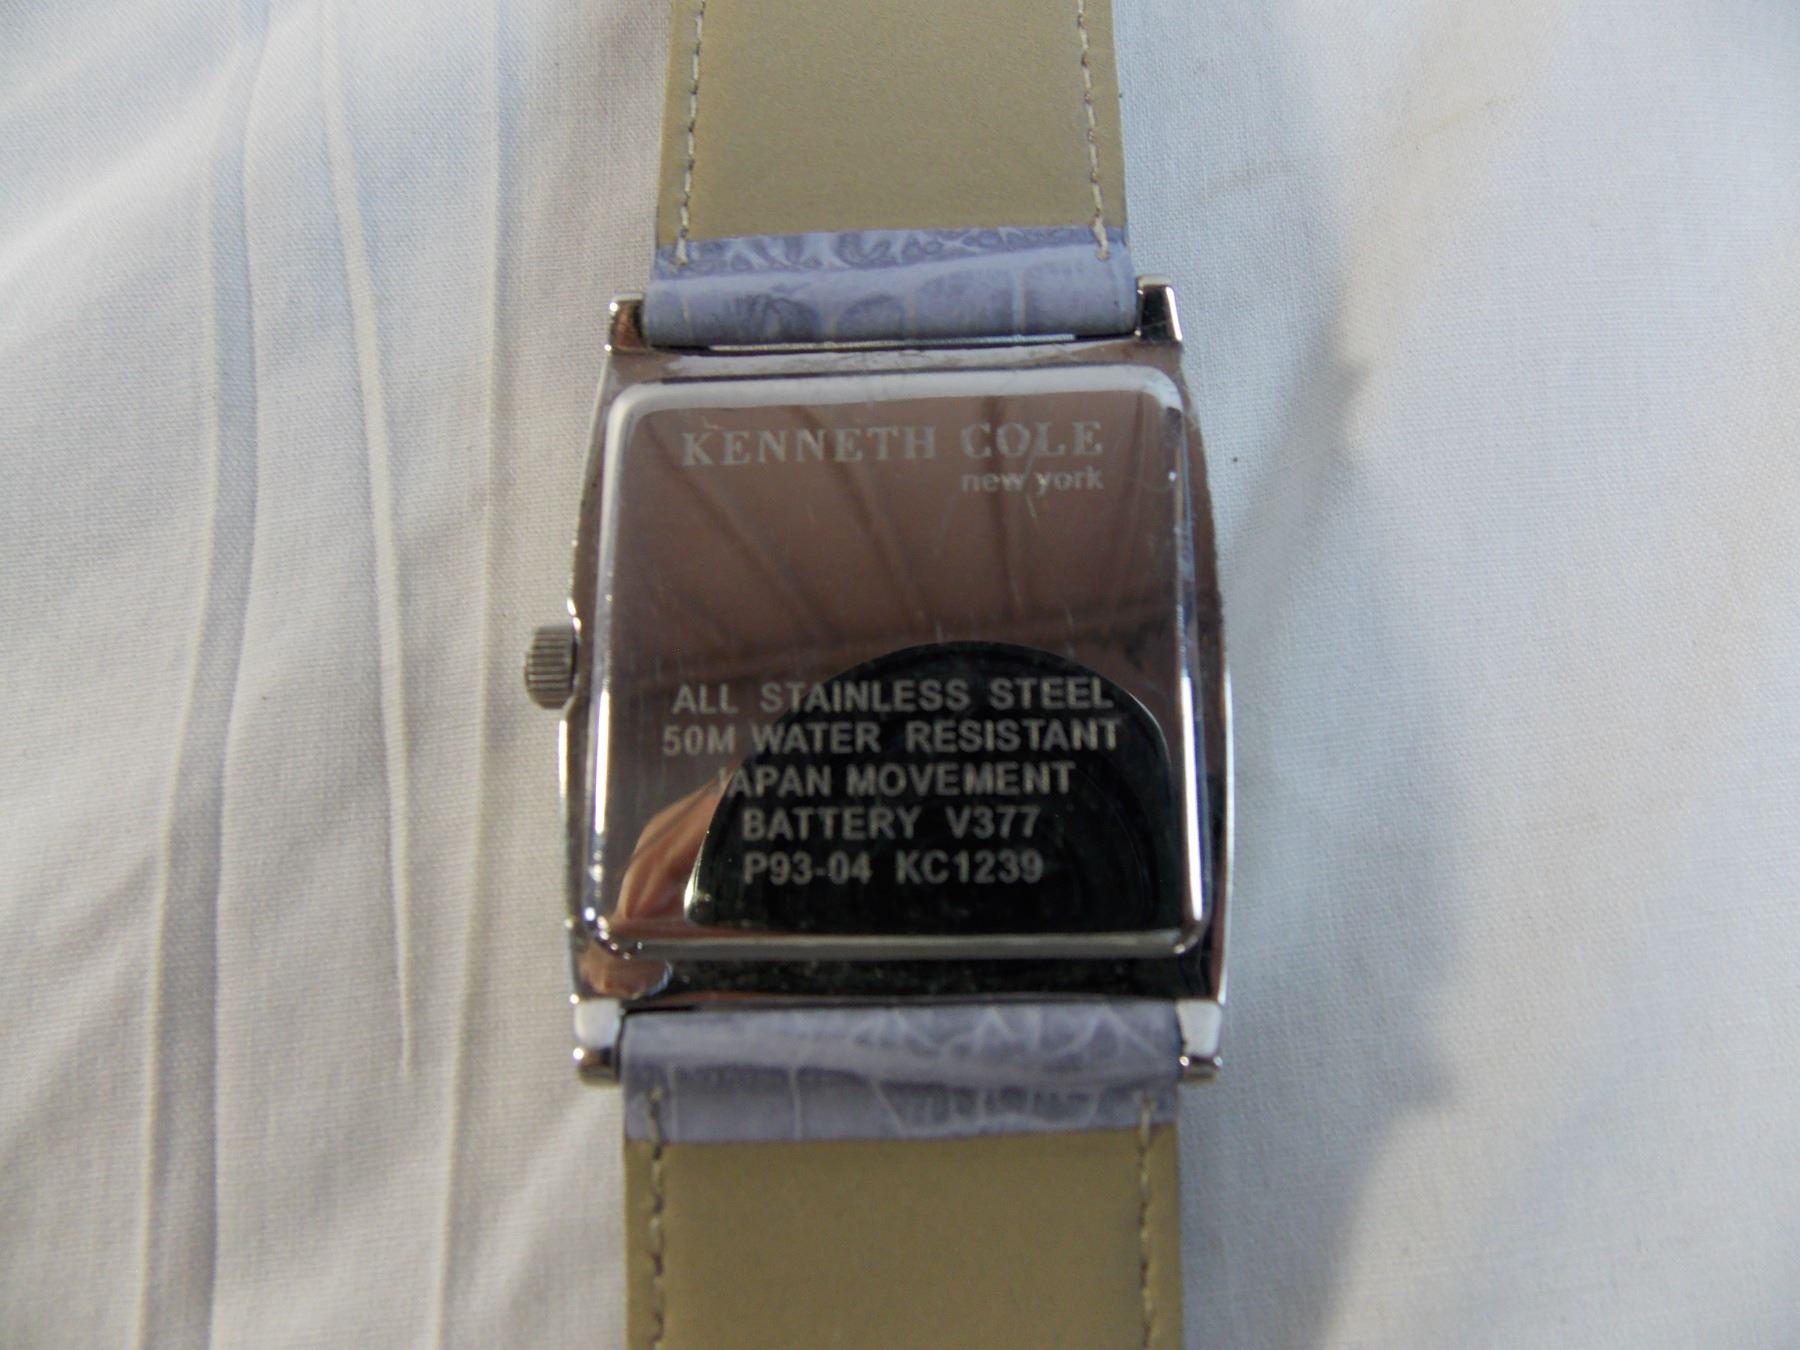 KENNETH COLE
new york
ALL STAINLESS STEEL
50M WATER RESISTANT
JAPAN MOVEMENT
BATTERY V377
P93-04 KC1239